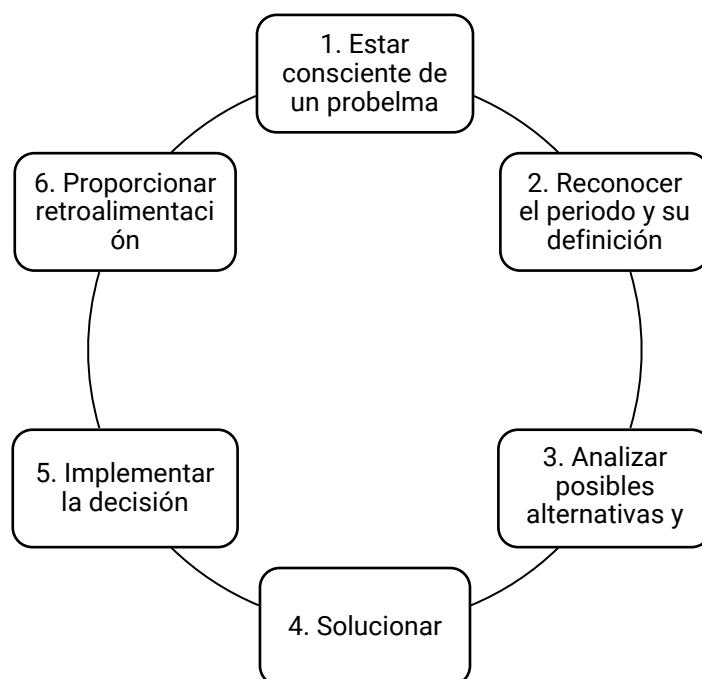 1. Estar
consciente de
un probelma
2. Reconocer
el periodo y su
definición
3. Analizar
posibles
alternativas y
4. Solucionar
5. Implementar
la decisión
6. Proporcionar
retroalimentaci
ón